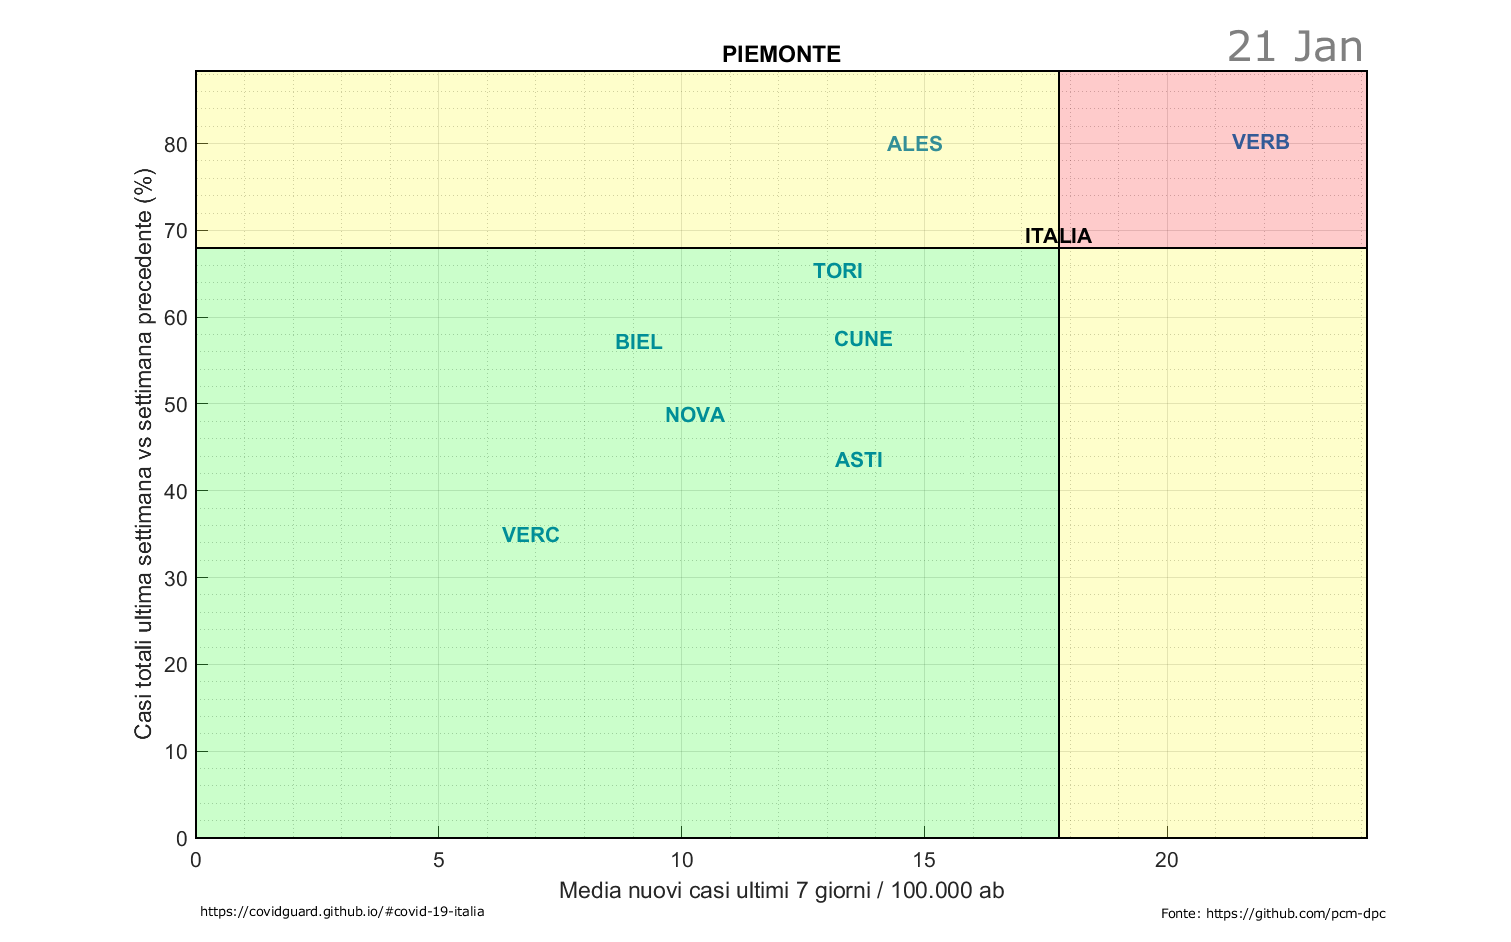 21 Jan
PIEMONTE
Casi totali ultima settimana vs settimana precedente (%)
80
70
60
50
40
30
20
10
0
ALES
VERB
ITALIA
TORI
BIEL
CUNE
NOVA
ASTI
VERC
0 5 10 15 20
Media nuovi casi ultimi 7 giorni / 100.000 ab
https://covidguard.github.io/#covid-19-italia
Fonte: https://github.com/pcm-dpc